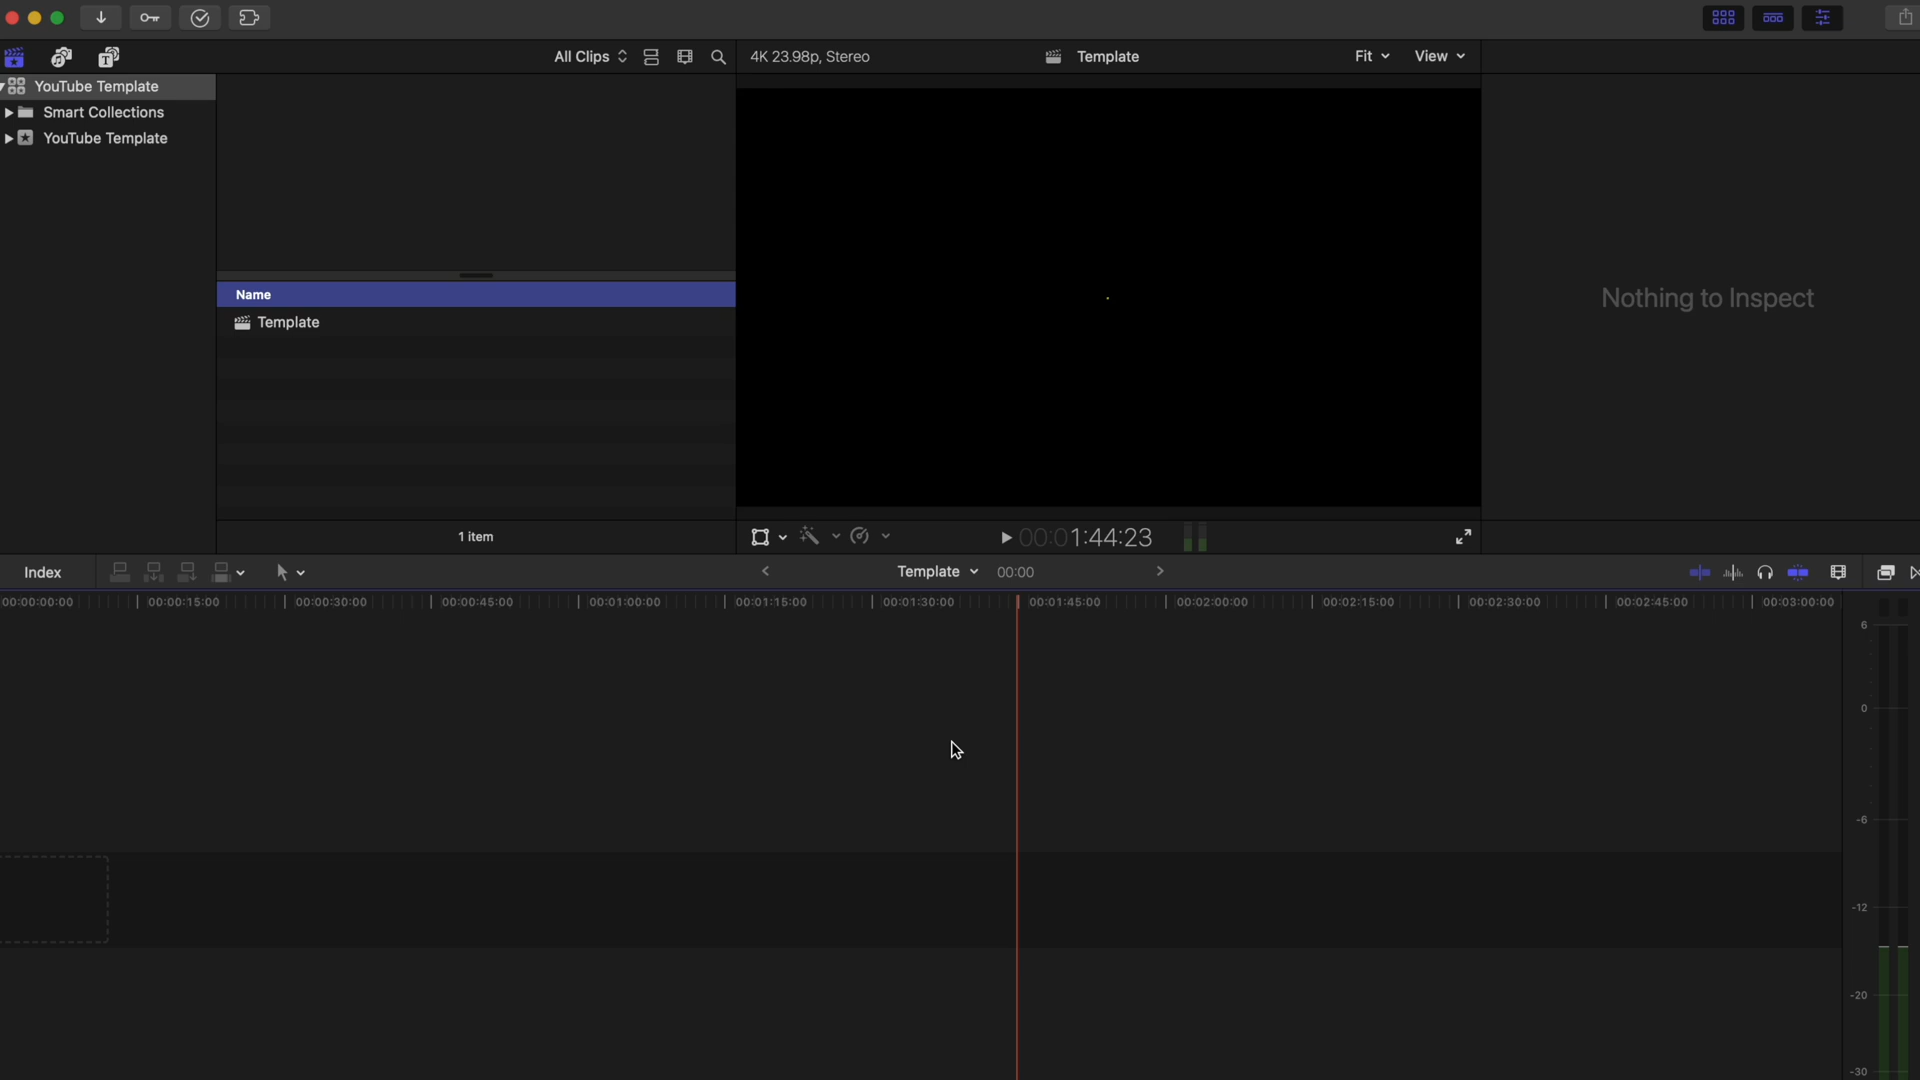 All Clips
4K 23.98p, Stereo
Template
Fit
View
YouTube Template
Smart Collections
YouTube Template
Name
Template
Nothing to Inspect
1 item
00:01:44:23
Index
Template
00:00
00:00:00:00
00:00:15:00
00:00:30:00
00:00:45:00
00:01:00:00
00:01:15:00
00:01:30:00
00:01:45:00
00:02:00:00
00:02:15:00
00:02:30:00
00:02:45:00
00:03:00:00
6
0
-6
-12
-20
-30